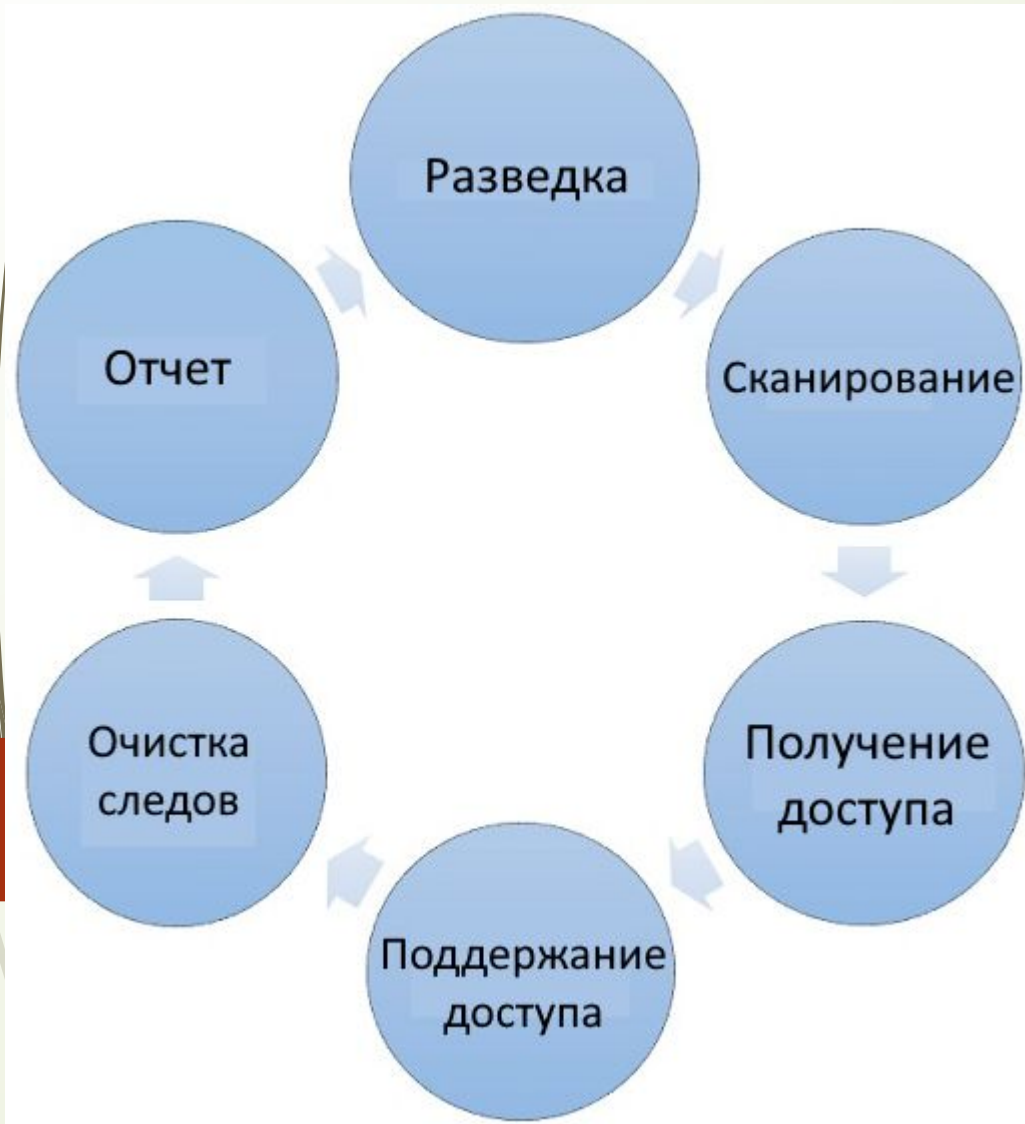 Разведка
Сканирование
Получение
доступа
Поддержание
доступа
Очистка
следов
Отчет